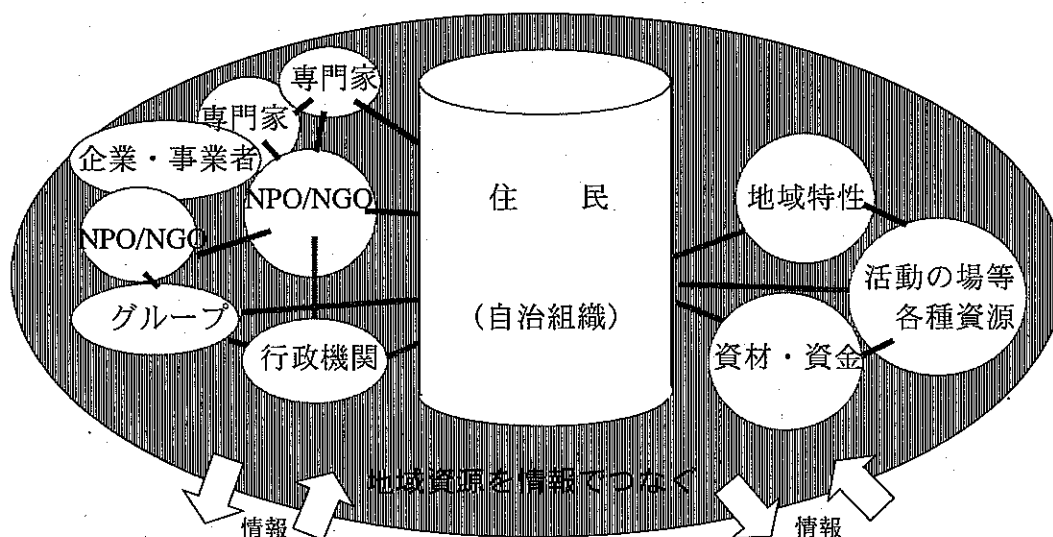 専門家
専門家
企業・事業者
NPO/NGO
NPO/NGO
グループ
行政機関
住 民
(自治組織)
地域特性
活動の場等
各種資源
資材・資金
地域資源を情報でつなぐ
情報
情報